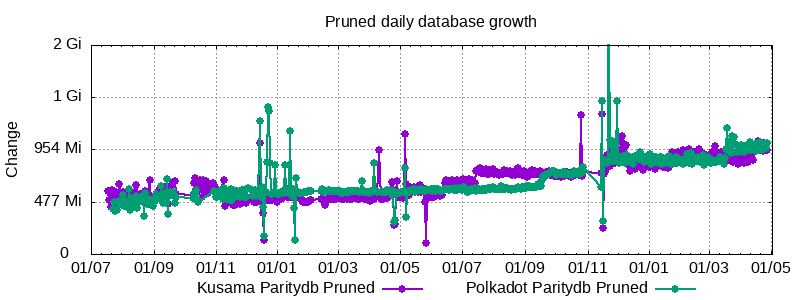 Pruned daily database growth
2 Gi
1 Gi
954 Mi
477 Mi
0
Change
01/07 01/09 01/11 01/01 01/03 01/05 01/07 01/09 01/11 01/01 01/03 01/05
Kusama Paritydb Pruned Polkadot Paritydb Pruned